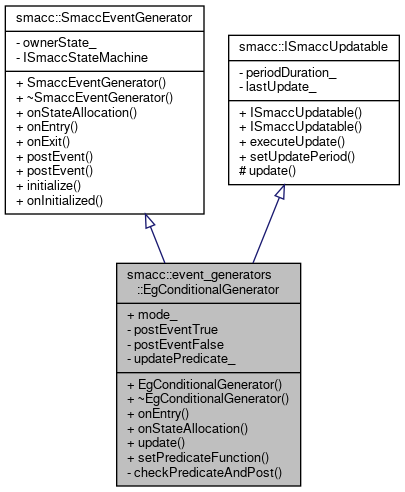 smacc::SmaccEventGenerator
- ownerState_
- ISmaccStateMachine
+ SmaccEventGenerator()
+ ~SmaccEventGenerator()
+ onStateAllocation()
+ onEntry()
+ onExit()
+ postEvent()
+ postEvent()
+ initialize()
+ onInitialized()
smacc::ISmaccUpdatable
- periodDuration_
- lastUpdate_
+ ISmaccUpdatable()
+ ISmaccUpdatable()
+ executeUpdate()
+ setUpdatePeriod()
# update()
smacc::event_generators
::EgConditionalGenerator
+ mode_
- postEventTrue
- postEventFalse
- updatePredicate_
+ EgConditionalGenerator()
+ ~EgConditionalGenerator()
+ onEntry()
+ onStateAllocation()
+ update()
+ setPredicateFunction()
- checkPredicateAndPost()